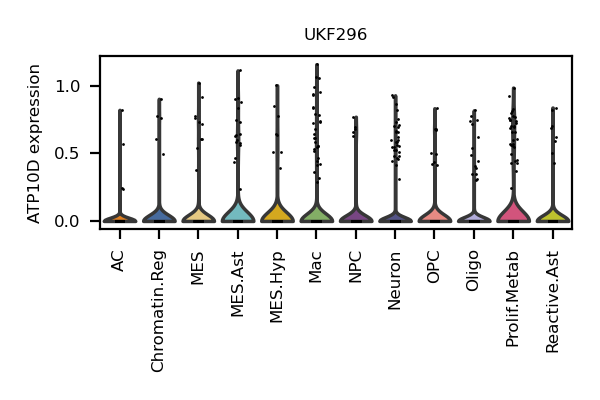 UKF296
ATP10D expression
1.0
0.5
0.0
AC
Chromatin.Reg
MES
MES.Ast
MES.Hyp
Mac
NPC
Neuron
OPC
Oligo
Prolif.Metab
Reactive.Ast